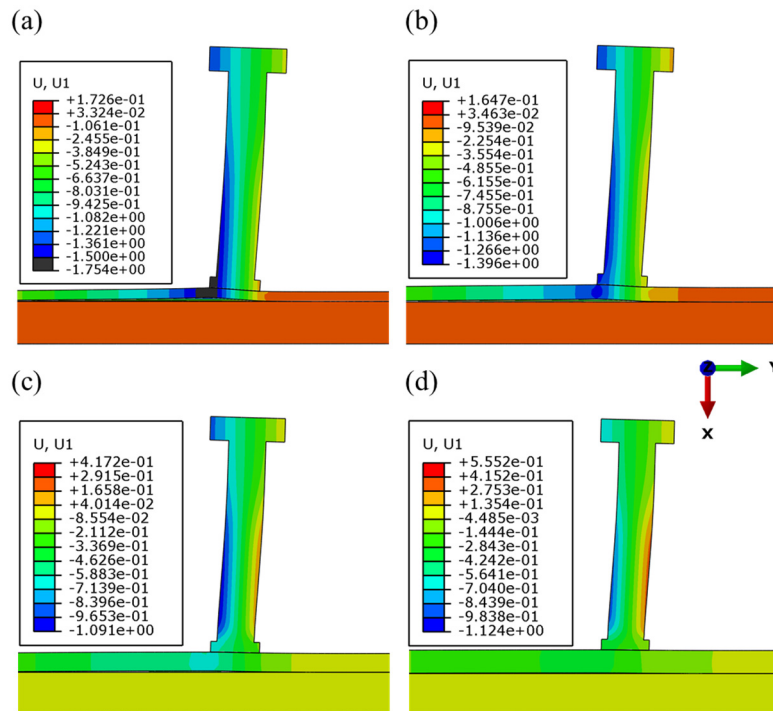 (a)
U, U1
+1.726e-01
+3.324e-02
-1.061e-01
-2.455e-01
-3.849e-01
-5.243e-01
-6.637e-01
-8.031e-01
-9.425e-01
-1.082e+00
-1.221e+00
-1.361e+00
-1.500e+00
-1.754e+00
(b)
U, U1
+1.647e-01
+3.463e-02
-9.539e-02
-2.254e-01
-3.554e-01
-4.855e-01
-6.155e-01
-7.455e-01
-8.755e-01
-1.006e+00
-1.136e+00
-1.266e+00
-1.396e+00
(c)
U, U1
+4.172e-01
+2.915e-01
+1.658e-01
+4.014e-02
-8.554e-02
-2.112e-01
-3.369e-01
-4.626e-01
-5.883e-01
-7.139e-01
-8.396e-01
-9.653e-01
-1.091e+00
(d)
U, U1
+5.552e-01
+4.152e-01
+2.753e-01
+1.354e-01
-4.485e-03
-1.444e-01
-2.843e-01
-4.242e-01
-5.641e-01
-7.040e-01
-8.439e-01
-9.838e-01
-1.124e+00
Z
Y
X